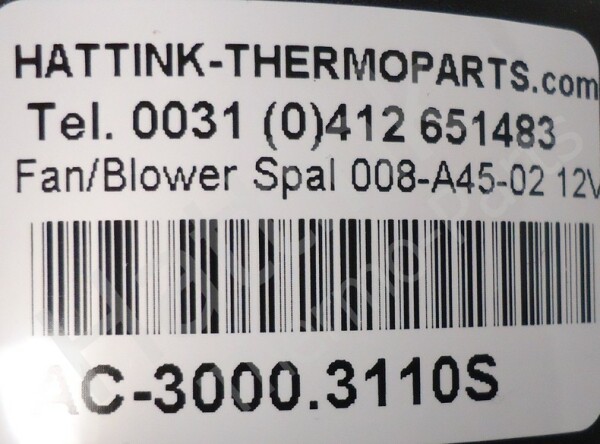 HATTINK-THERMOPARTS.com
Tel. 0031 (0)412 651483
Fan/Blower Spal 008-A45-02 12V
AC-3000.3110S